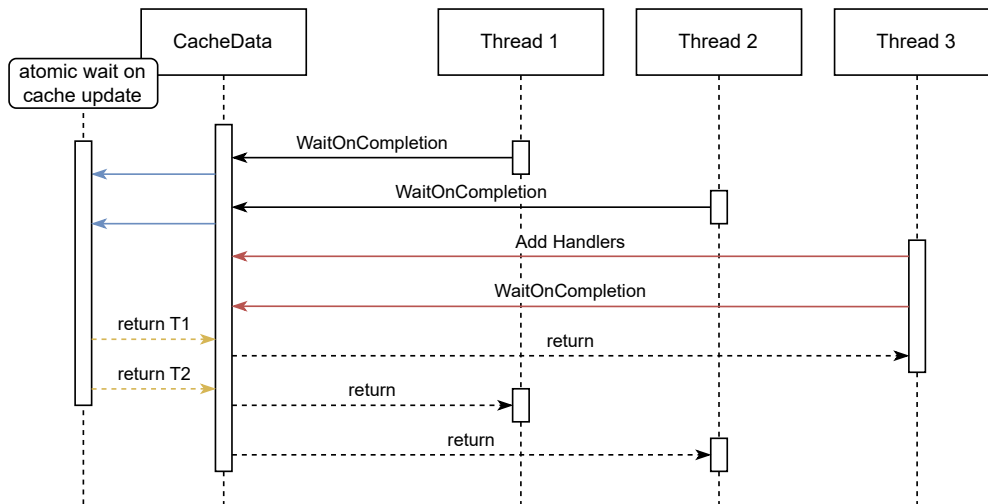 CacheData
Thread 1
Thread 2
Thread 3
atomic wait on
cache update
WaitOnCompletion
WaitOnCompletion
Add Handlers
WaitOnCompletion
return T1
return
return T2
return
return